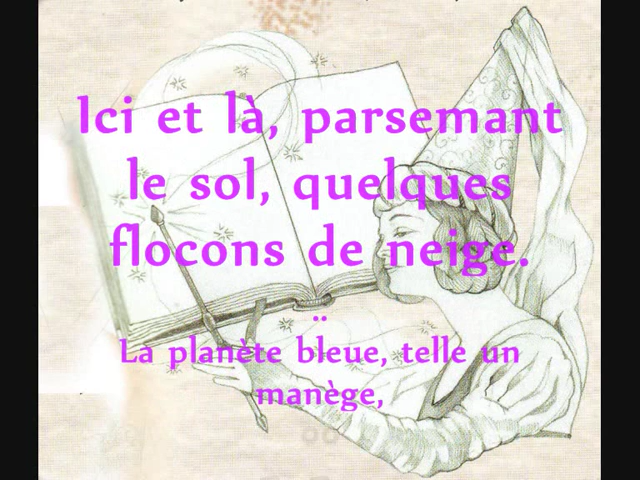 Ici et là, parsemant
le sol, quelques
flocons de neige.
..
La planète bleue, telle un
manège,